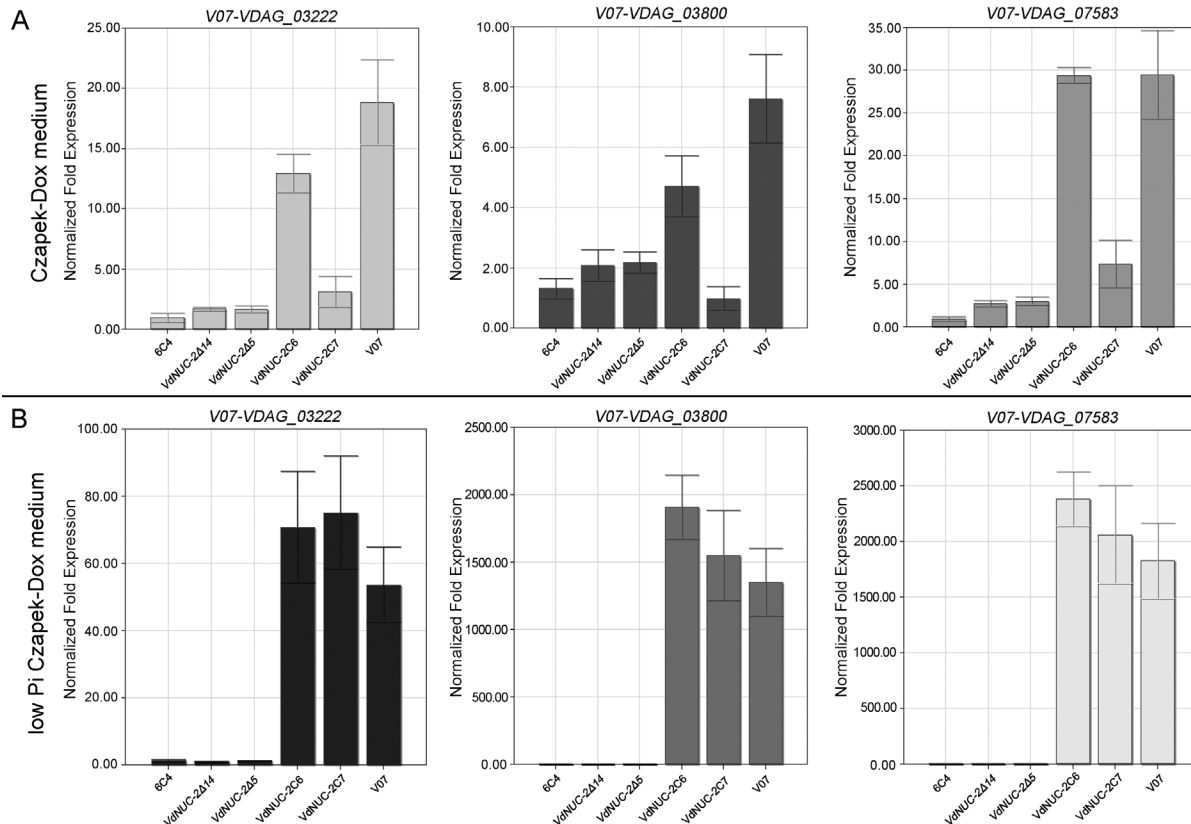 A
Czapek-Dox medium
V07-VDAG_03222
Normalized Fold Expression
25.00
20.00
15.00
10.00
5.00
0.00
6C4
VdNUC-2Δ14
VdNUC-2Δ5
VdNUC-2C6
VdNUC-2C7
V07
V07-VDAG_03800
Normalized Fold Expression
10.00
8.00
6.00
4.00
2.00
0.00
6C4
VdNUC-2Δ14
VdNUC-2Δ5
VdNUC-2C6
VdNUC-2C7
V07
V07-VDAG_07583
Normalized Fold Expression
35.00
30.00
25.00
20.00
15.00
10.00
5.00
0.00
6C4
VdNUC-2Δ14
VdNUC-2Δ5
VdNUC-2C6
VdNUC-2C7
V07
B
low Pi Czapek-Dox medium
V07-VDAG_03222
Normalized Fold Expression
100.00
80.00
60.00
40.00
20.00
0.00
6C4
VdNUC-2Δ14
VdNUC-2Δ5
VdNUC-2C6
VdNUC-2C7
V07
V07-VDAG_03800
Normalized Fold Expression
2500.00
2000.00
1500.00
1000.00
500.00
0.00
6C4
VdNUC-2Δ14
VdNUC-2Δ5
VdNUC-2C6
VdNUC-2C7
V07
V07-VDAG_07583
Normalized Fold Expression
3000.00
2500.00
2000.00
1500.00
1000.00
500.00
0.00
6C4
VdNUC-2Δ14
VdNUC-2Δ5
VdNUC-2C6
VdNUC-2C7
V07